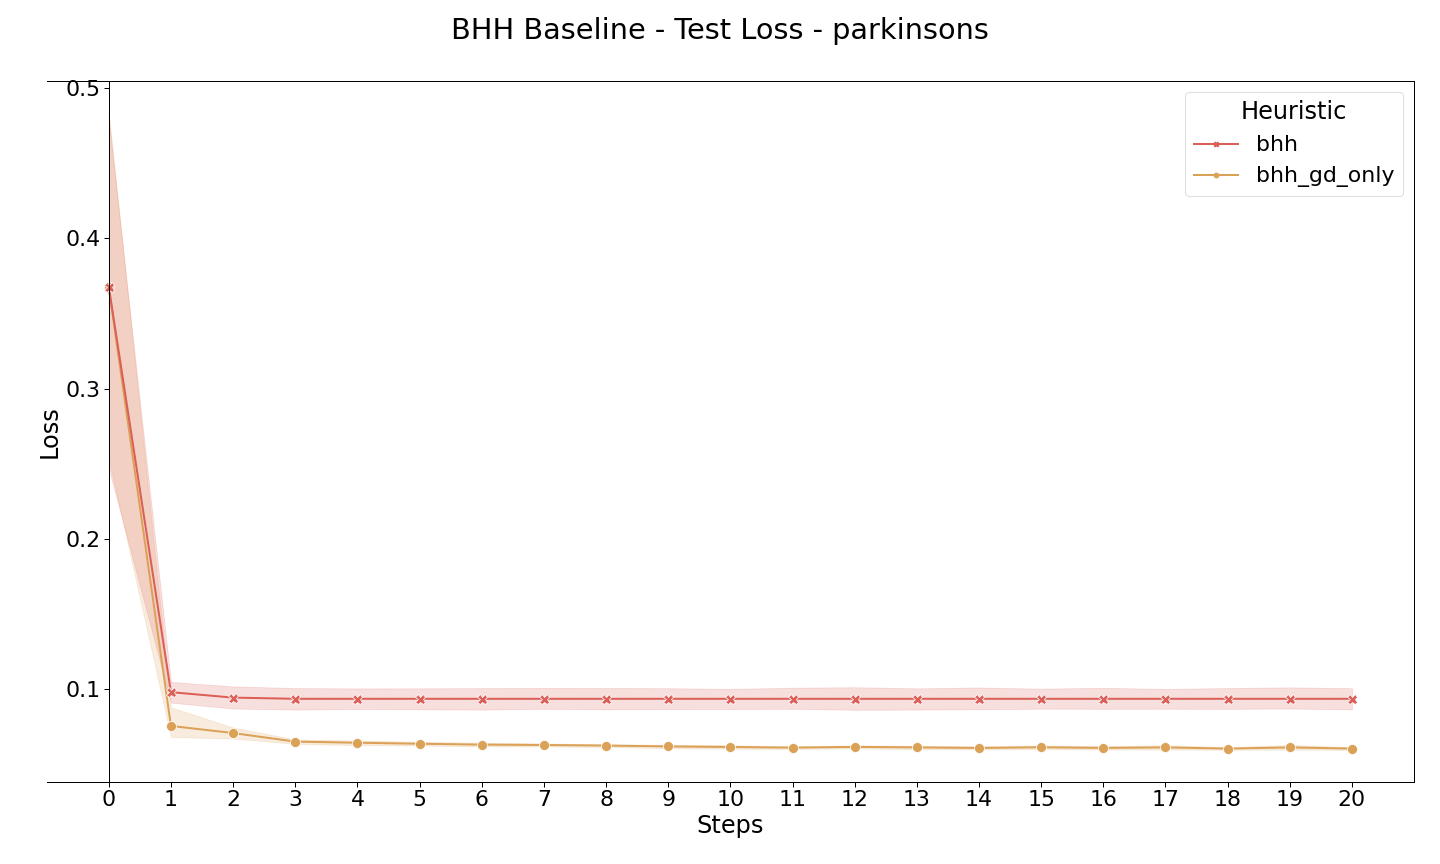 BHH Baseline - Test Loss - parkinsons
0.5
0.4
0.3
0.2
0.1
Loss
Heuristic
bhh
bhh_gd_only
0 1 2 3 4 5 6 7 8 9 10 11 12 13 14 15 16 17 18 19 20
Steps